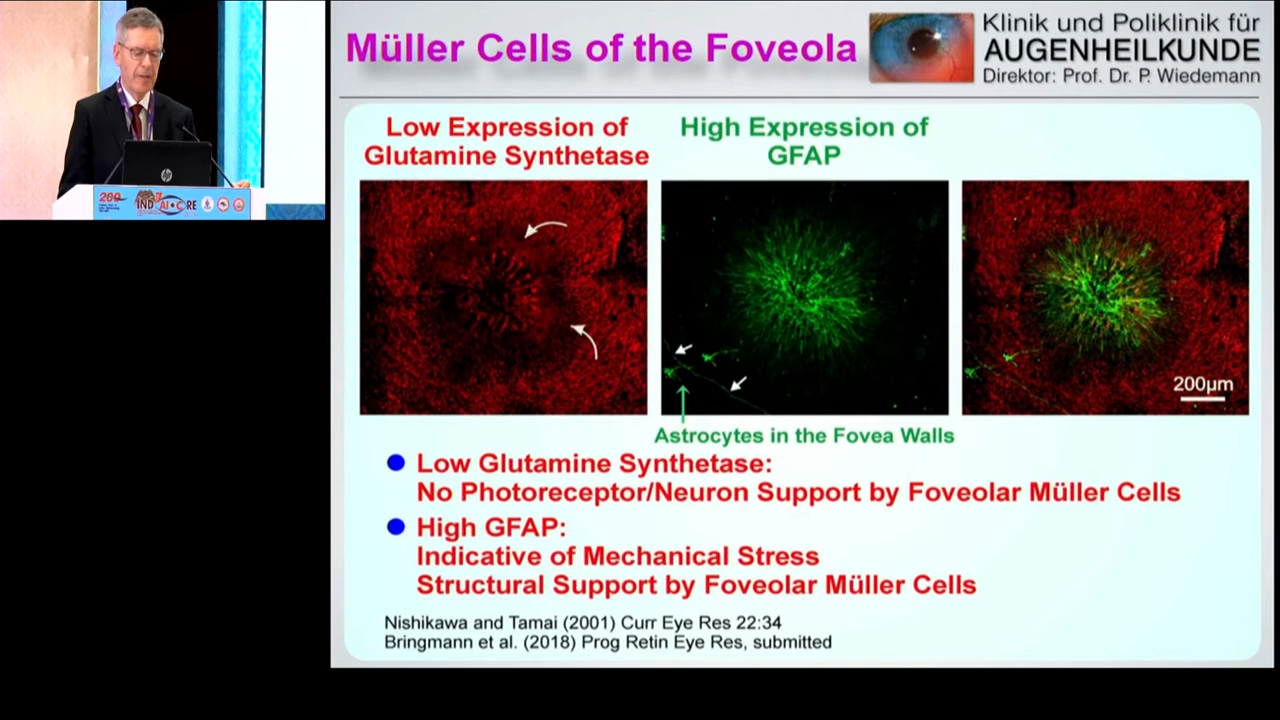 Müller Cells of the Foveola
Klinik und Poliklinik für
AUGENHEILKUNDE
Direktor: Prof. Dr. P. Wiedemann
Low Expression of
Glutamine Synthetase
High Expression of
GFAP
200µm
Astrocytes in the Fovea Walls
Low Glutamine Synthetase:
No Photoreceptor/Neuron Support by Foveolar Müller Cells
High GFAP:
Indicative of Mechanical Stress
Structural Support by Foveolar Müller Cells
Nishikawa and Tamai (2001) Curr Eye Res 22:34
Bringmann et al. (2018) Prog Retin Eye Res, submitted
hp